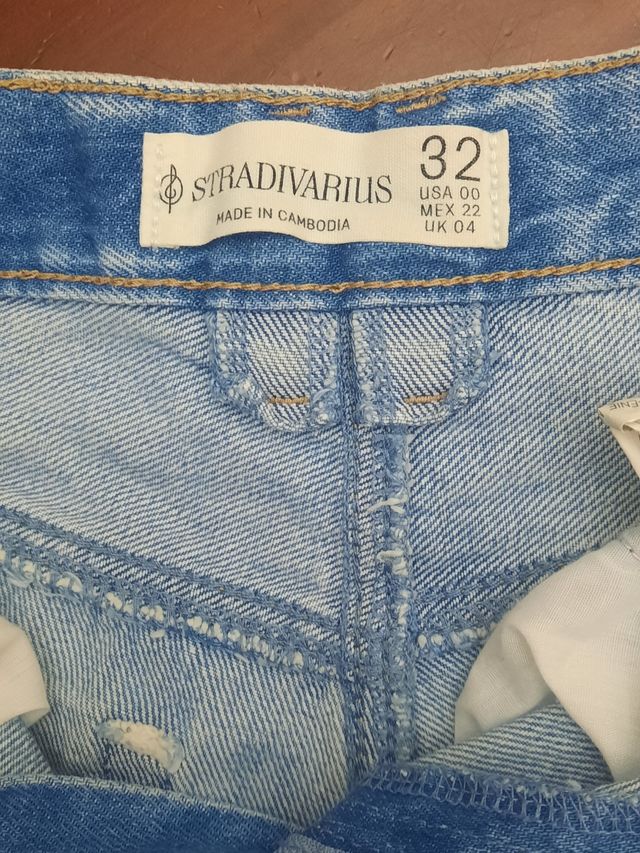 STRADIVARIUS
MADE IN CAMBODIA
32
USA 00
MEX 22
UK 04